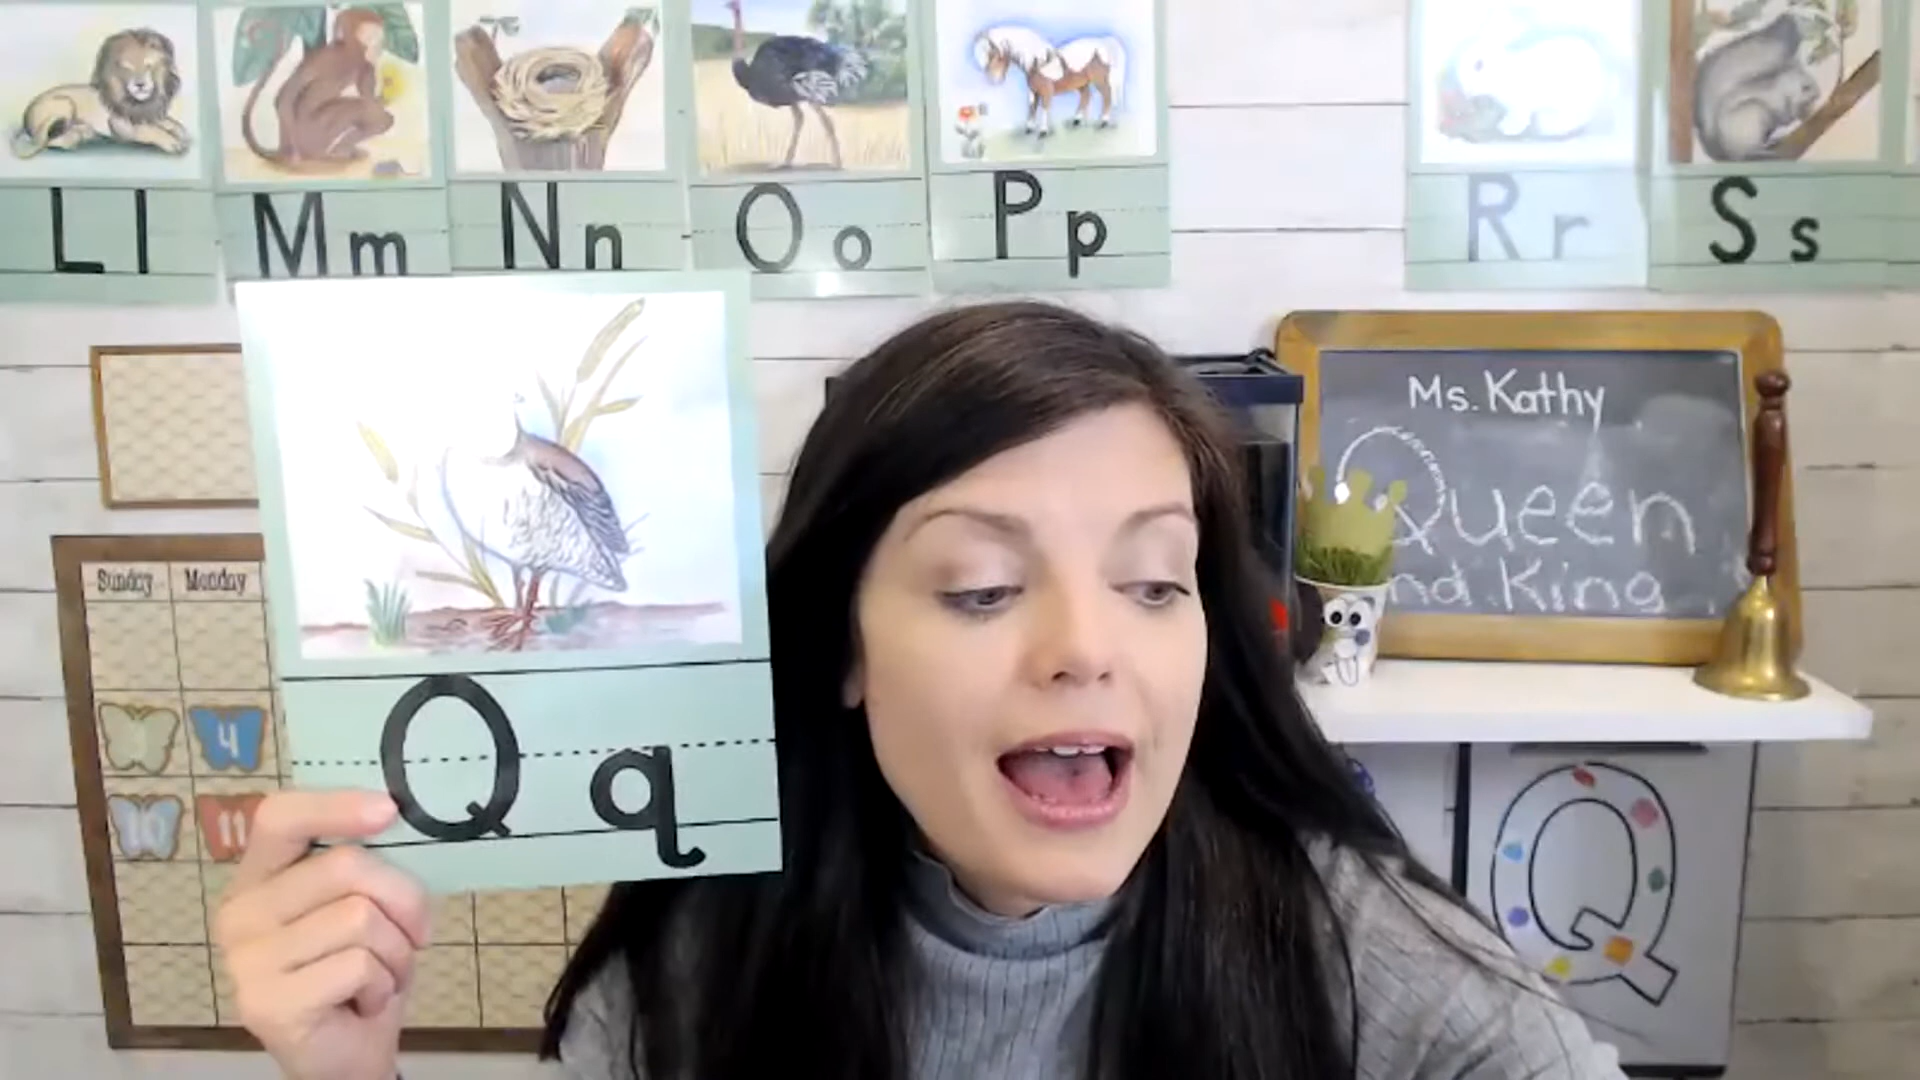 Ll Mm Nn Oo Pp Rr Ss
Ms. Kathy
Queen
nd King
Sunday Monday
4
10 11
Qq
Q